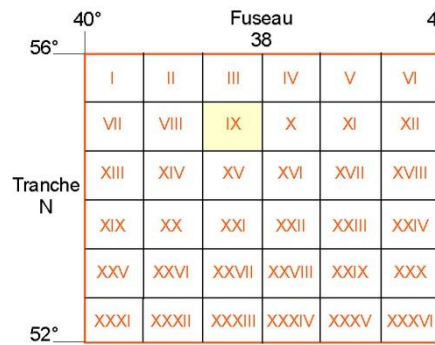 40° Fuseau 4
38
56°
I II III IV V VI
VII VIII IX X XI XII
XIII XIV XV XVI XVII XVIII
Tranche
N
XIX XX XXI XXII XXIII XXIV
XXV XXVI XXVII XXVIII XXIX XXX
XXXI XXXII XXXIII XXXIV XXXV XXXVI
52°